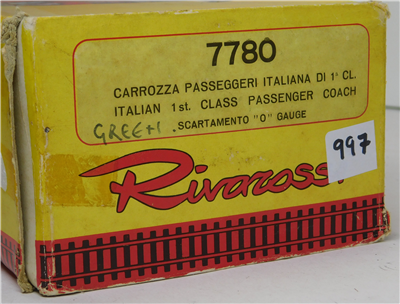 7780
CARROZZA PASSEGGERI ITALIANA DI 1ª CL.
ITALIAN 1st. CLASS PASSENGER COACH
GREEN .SCARTAMENTO "O" GAUGE
997
Rivarossi